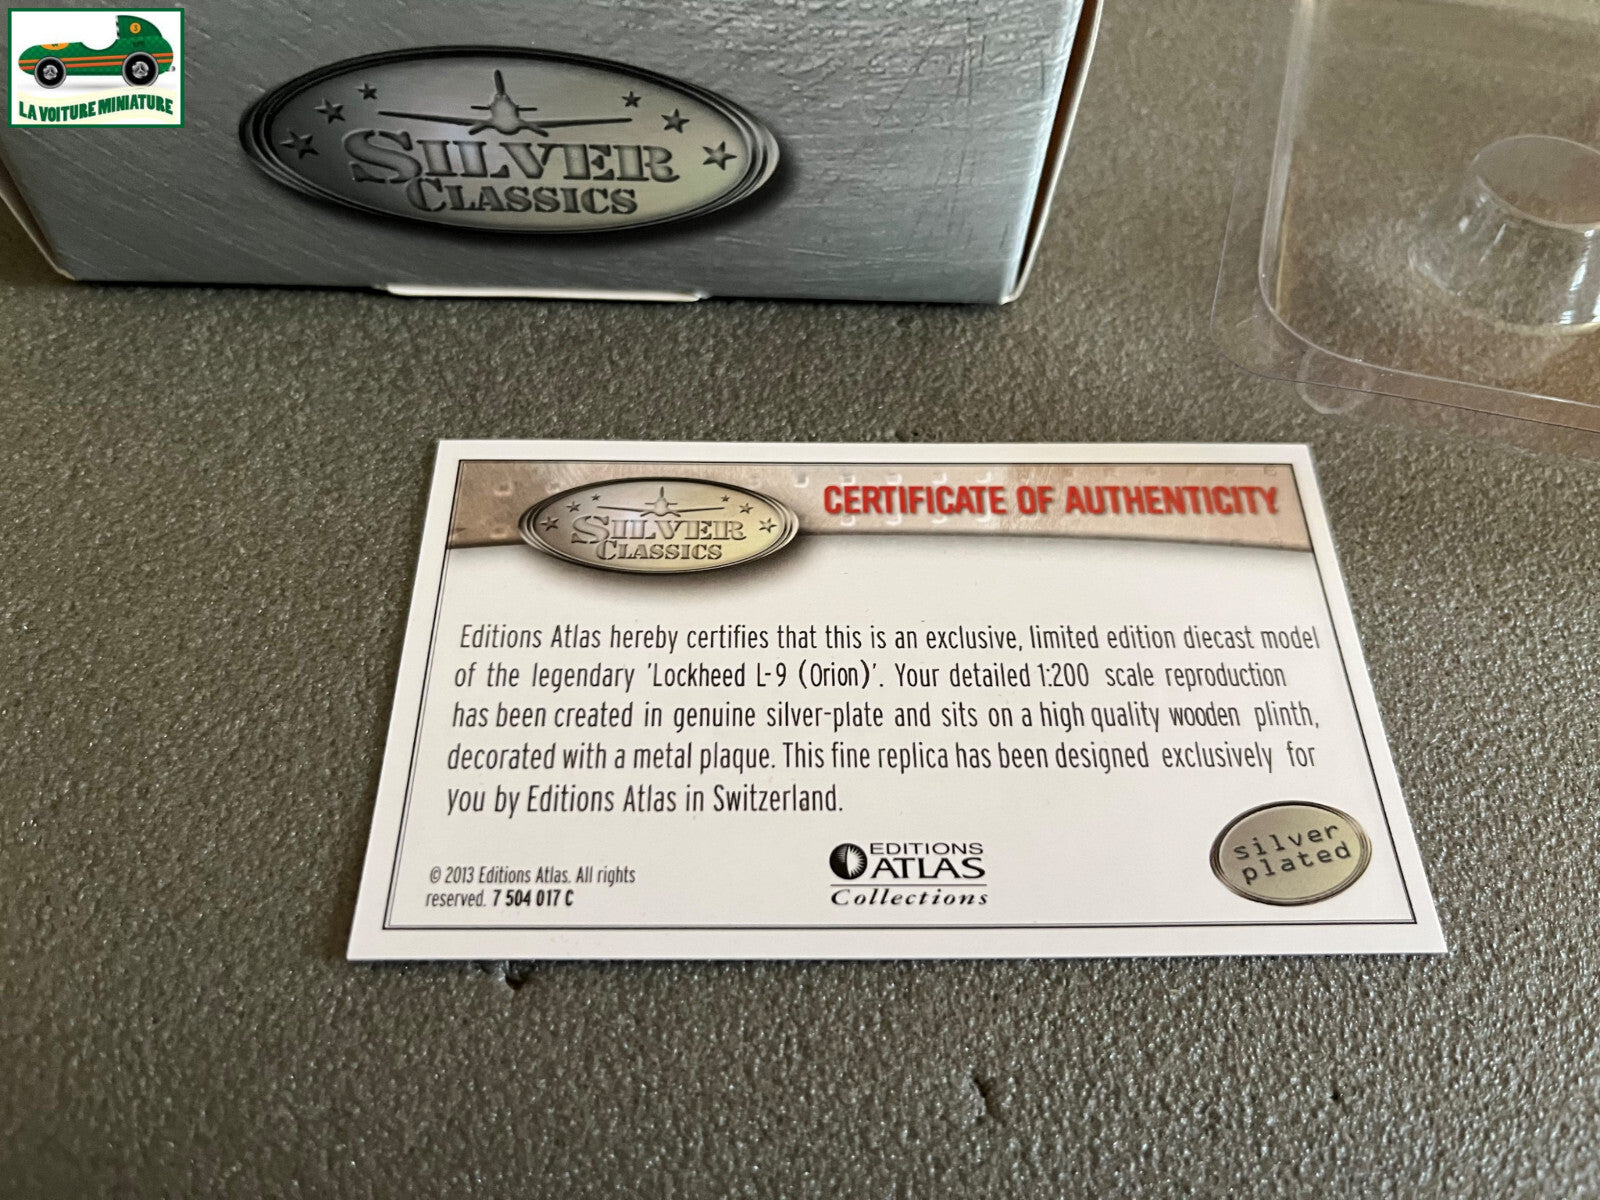 LA VOITURE MINIATURE
SILVER
CLASSICS
SILVER
CLASSICS
CERTIFICATE OF AUTHENTICITY
Editions Atlas hereby certifies that this is an exclusive, limited edition diecast model
of the legendary 'Lockheed L-9 (Orion)'. Your detailed 1:200 scale reproduction
has been created in genuine silver-plate and sits on a high quality wooden plinth,
decorated with a metal plaque. This fine replica has been designed exclusively for
you by Editions Atlas in Switzerland.
© 2013 Editions Atlas. All rights
reserved. 7 504 017 C
EDITIONS
ATLAS
Collections
silver
plated